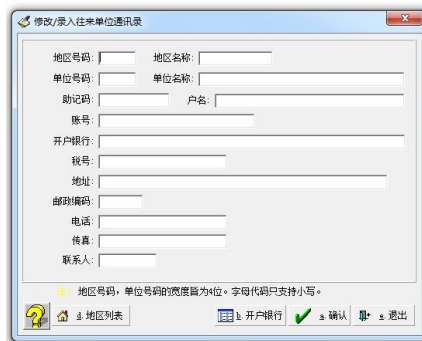 修改/录入往来单位通讯录
地区号码: 地区名称:
单位号码: 单位名称:
助记码: 户名:
账号:
开户银行:
税号:
地址:
邮政编码:
电话:
传真:
联系人:
注: 地区号码,单位号码的宽度皆为4位。字母代码只支持小写。
d.地区列表 b.开户银行 s.确认 e.退出